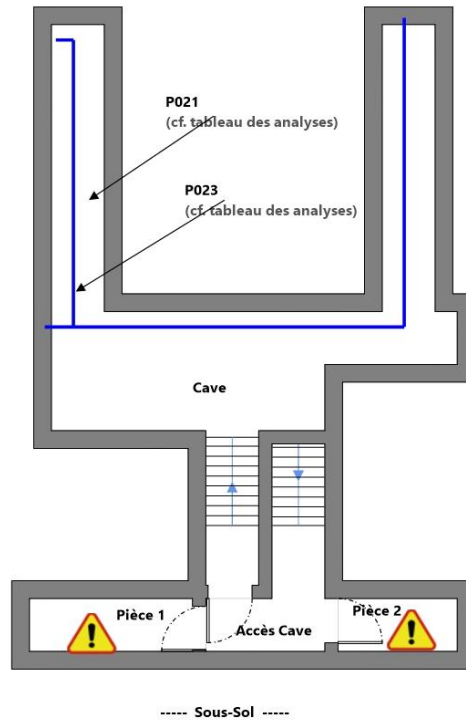 P021
(cf. tableau des analyses)
P023
(cf. tableau des analyses)
Cave
Pièce 1
Accès Cave
Pièce 2
----- Sous-Sol -----